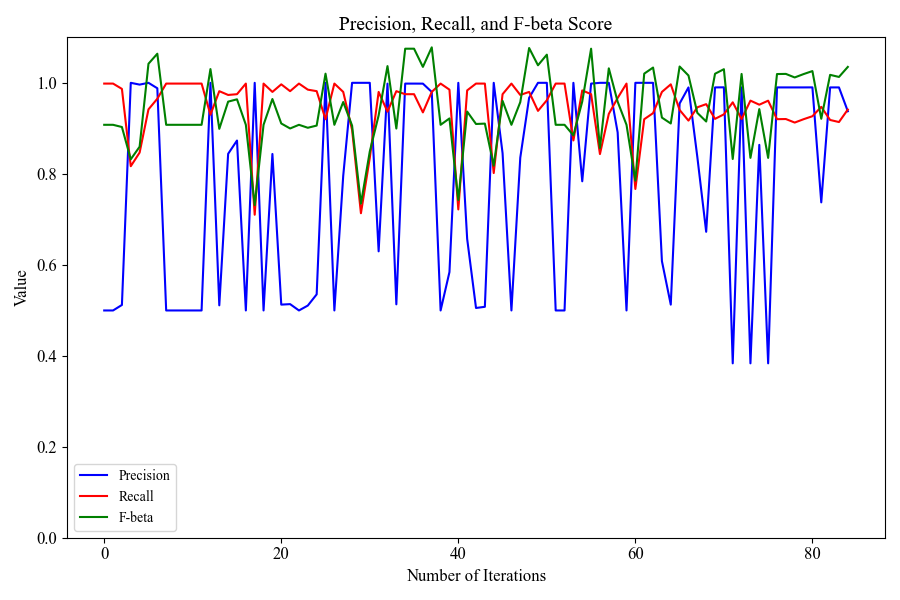 Precision, Recall, and F-beta Score
1.0
0.8
0.6
0.4
0.2
0.0
Value
Precision
Recall
F-beta
0 20 40 60 80
Number of Iterations